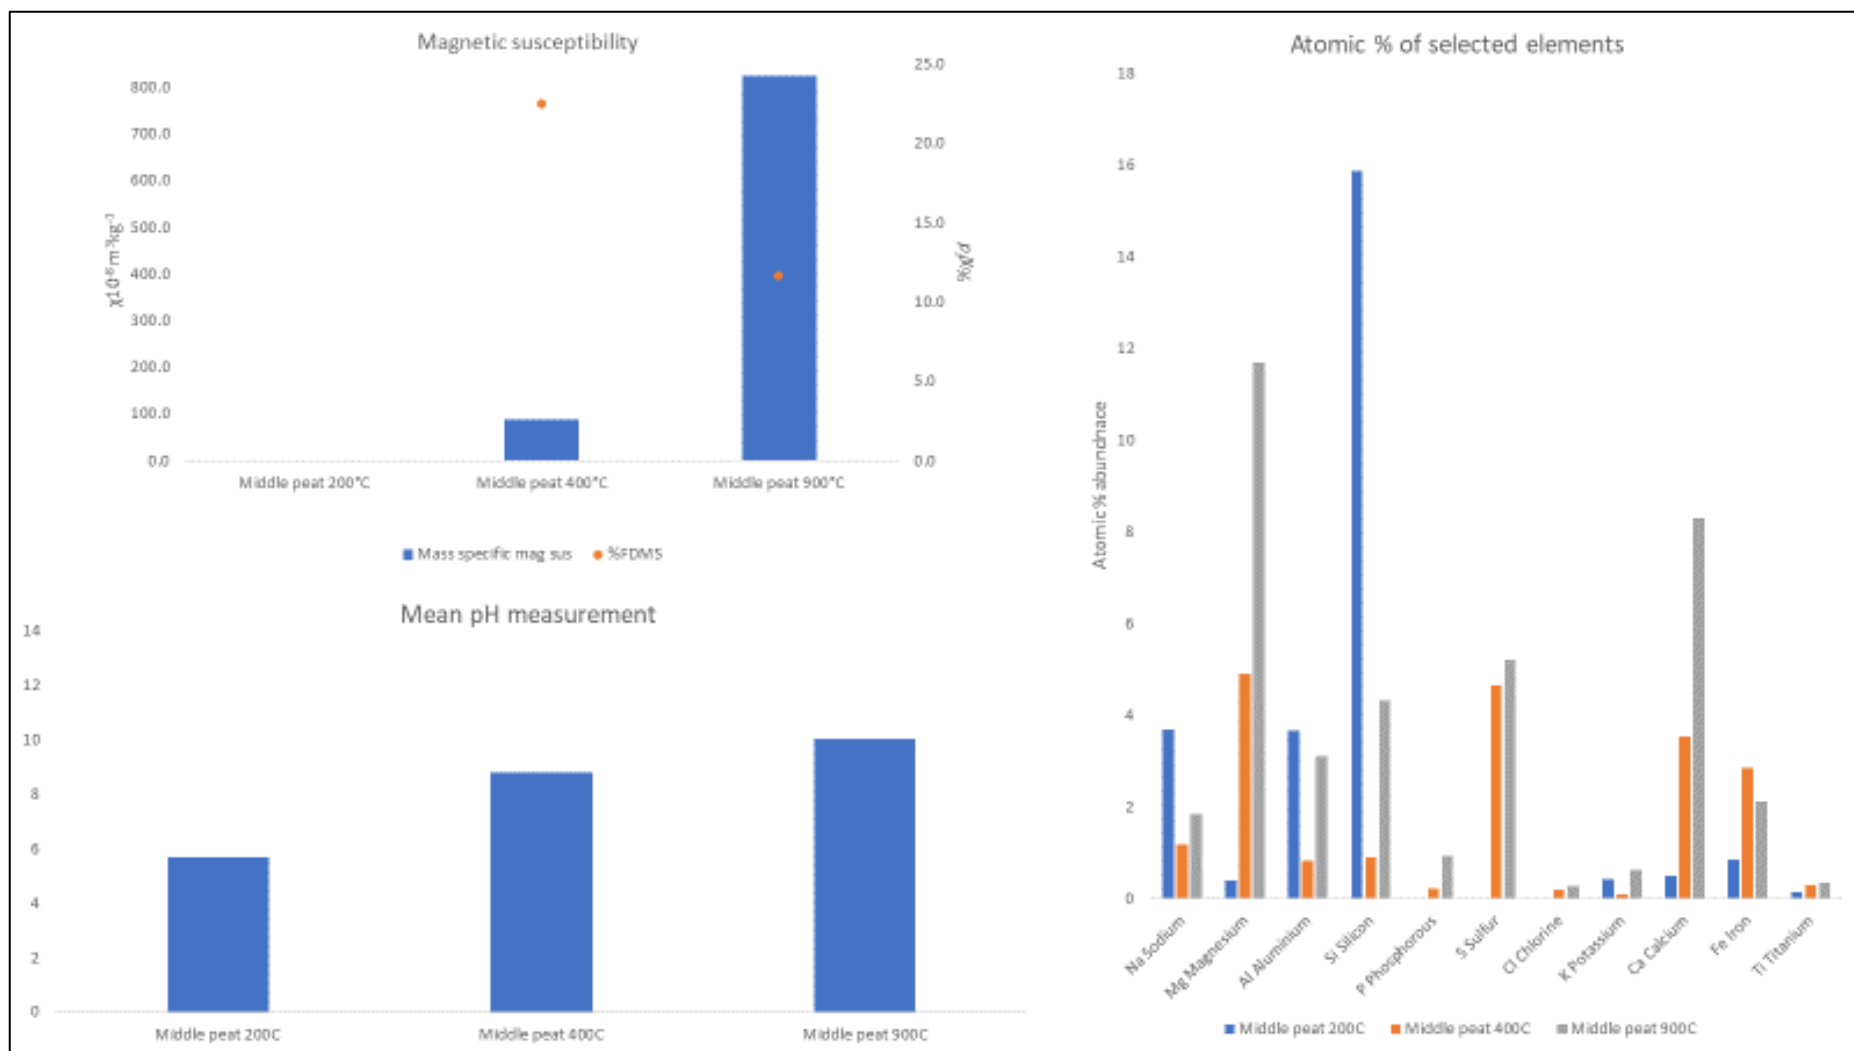 Magnetic susceptibility
800.0
700.0
600.0
500.0
400.0
300.0
200.0
100.0
0.0
χ10⁻⁸m⁻³kg⁻¹
25.0
20.0
15.0
10.0
5.0
0.0
%χfd
Middle peat 200°C Middle peat 400°C Middle peat 900°C
Mass specific mag sus %FDMS
Mean pH measurement
14
12
10
8
6
4
2
0
Middle peat 200C Middle peat 400C Middle peat 900C
Atomic % of selected elements
18
16
14
12
10
8
6
4
2
0
Atomic % abundnace
Na Sodium
Mg Magnesium
Al Aluminium
Si Silicon
P Phosphorous
S Sulfur
Cl Chlorine
K Potassium
Ca Calcium
Fe Iron
Ti Titanium
Middle peat 200C Middle peat 400C Middle peat 900C